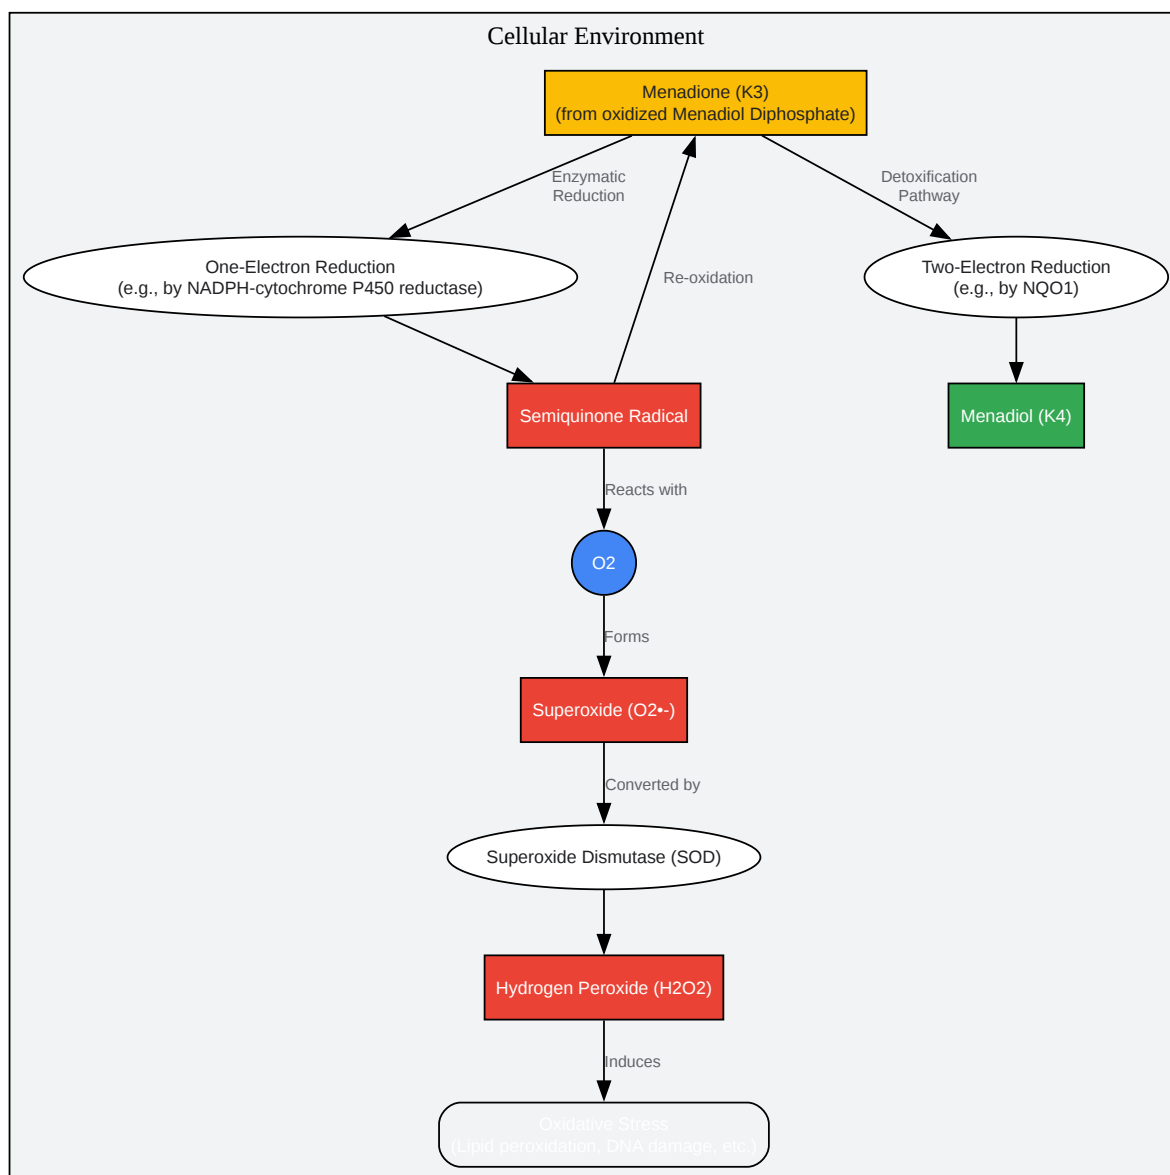 Cellular Environment
Menadione (K3)
(from oxidized Menadiol Diphosphate)
Enzymatic
Reduction
Detoxification
Pathway
One-Electron Reduction
(e.g., by NADPH-cytochrome P450 reductase)
Re-oxidation
Two-Electron Reduction
(e.g., by NQO1)
Semiquinone Radical
Menadiol (K4)
Reacts with
O2
Forms
Superoxide (O2•-)
Converted by
Superoxide Dismutase (SOD)
Hydrogen Peroxide (H2O2)
Induces
Oxidative Stress
(Lipid peroxidation, DNA damage, etc.)